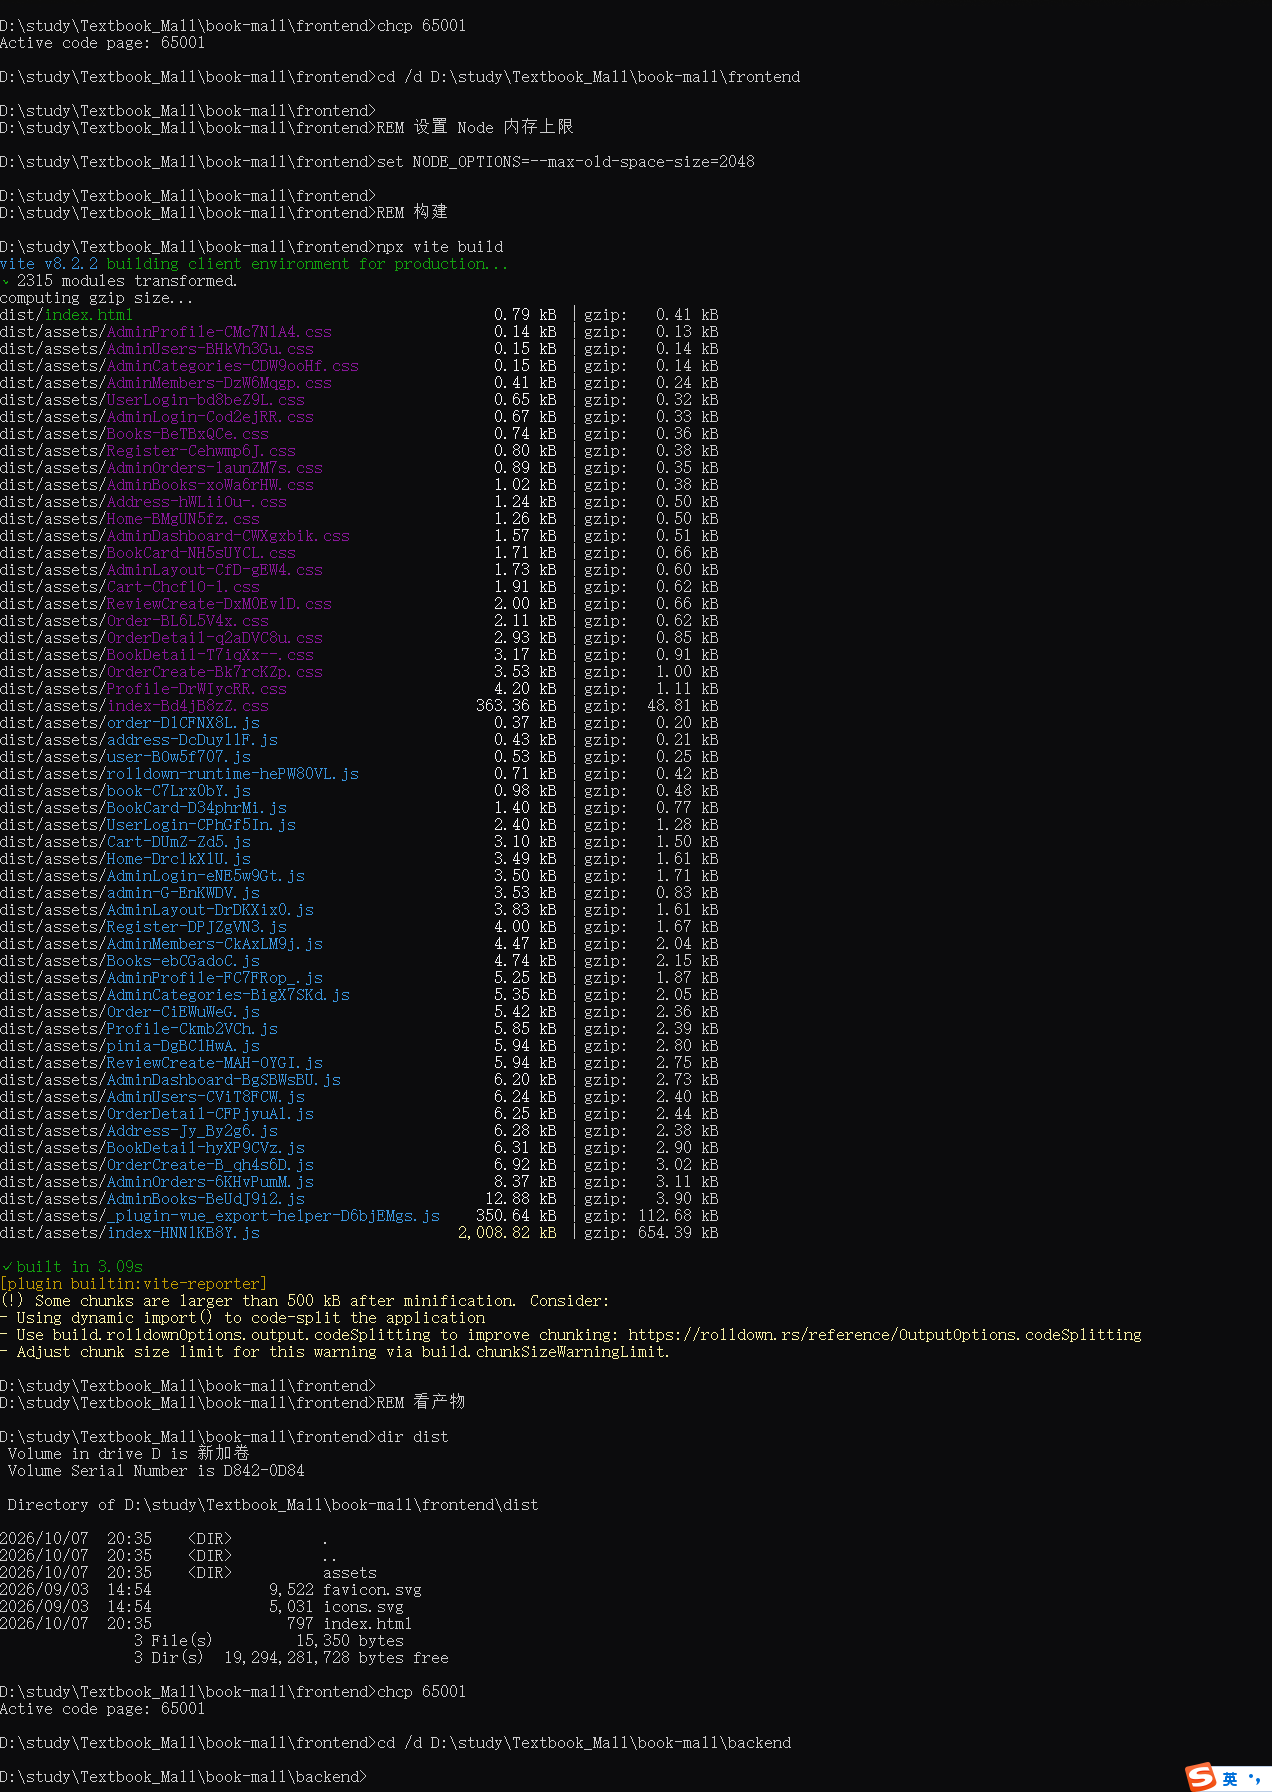 D:\study\Textbook_Mall\book-mall\frontend>chcp 65001
Active code page: 65001
D:\study\Textbook_Mall\book-mall\frontend>cd /d D:\study\Textbook_Mall\book-mall\frontend
D:\study\Textbook_Mall\book-mall\frontend>
D:\study\Textbook_Mall\book-mall\frontend>REM 设置 Node 内存上限
D:\study\Textbook_Mall\book-mall\frontend>set NODE_OPTIONS=--max-old-space-size=2048
D:\study\Textbook_Mall\book-mall\frontend>
D:\study\Textbook_Mall\book-mall\frontend>REM 构建
D:\study\Textbook_Mall\book-mall\frontend>npx vite build
vite v8.2.2 building client environment for production...
✓ 2315 modules transformed.
computing gzip size...
dist/index.html 0.79 kB │ gzip: 0.41 kB
dist/assets/AdminProfile-CMc7NlA4.css 0.14 kB │ gzip: 0.13 kB
dist/assets/AdminUsers-BHkVh3Gu.css 0.15 kB │ gzip: 0.14 kB
dist/assets/AdminCategories-CDW9ooHf.css 0.15 kB │ gzip: 0.14 kB
dist/assets/AdminMembers-DzW6Mqgp.css 0.41 kB │ gzip: 0.24 kB
dist/assets/UserLogin-bd8beZ9L.css 0.65 kB │ gzip: 0.32 kB
dist/assets/AdminLogin-Cod2ejRR.css 0.67 kB │ gzip: 0.33 kB
dist/assets/Books-BeTBxQCe.css 0.74 kB │ gzip: 0.36 kB
dist/assets/Register-Cehwmp6J.css 0.80 kB │ gzip: 0.38 kB
dist/assets/AdminOrders-1aunZM7s.css 0.89 kB │ gzip: 0.35 kB
dist/assets/AdminBooks-xoWa6rHW.css 1.02 kB │ gzip: 0.38 kB
dist/assets/Address-hWLii0u-.css 1.24 kB │ gzip: 0.50 kB
dist/assets/Home-BMgUN5fz.css 1.26 kB │ gzip: 0.50 kB
dist/assets/AdminDashboard-CWXgxbik.css 1.57 kB │ gzip: 0.51 kB
dist/assets/BookCard-NH5sUYCL.css 1.71 kB │ gzip: 0.66 kB
dist/assets/AdminLayout-CfD-gEW4.css 1.73 kB │ gzip: 0.60 kB
dist/assets/Cart-Chcf10-1.css 1.91 kB │ gzip: 0.62 kB
dist/assets/ReviewCreate-DxM0EvlD.css 2.00 kB │ gzip: 0.66 kB
dist/assets/Order-BL6L5V4x.css 2.11 kB │ gzip: 0.62 kB
dist/assets/OrderDetail-q2aDVC8u.css 2.93 kB │ gzip: 0.85 kB
dist/assets/BookDetail-T7iqXx--.css 3.17 kB │ gzip: 0.91 kB
dist/assets/OrderCreate-Bk7rcKZp.css 3.53 kB │ gzip: 1.00 kB
dist/assets/Profile-DrWIycRR.css 4.20 kB │ gzip: 1.11 kB
dist/assets/index-Bd4jB8zZ.css 363.36 kB │ gzip: 48.81 kB
dist/assets/order-D1CFNX8L.js 0.37 kB │ gzip: 0.20 kB
dist/assets/address-DcDuyl1F.js 0.43 kB │ gzip: 0.21 kB
dist/assets/user-B0w5f707.js 0.53 kB │ gzip: 0.25 kB
dist/assets/rolldown-runtime-hePW80VL.js 0.71 kB │ gzip: 0.42 kB
dist/assets/book-C7Lrx0bY.js 0.98 kB │ gzip: 0.48 kB
dist/assets/BookCard-D34phrMi.js 1.40 kB │ gzip: 0.77 kB
dist/assets/UserLogin-CPhGf5In.js 2.40 kB │ gzip: 1.28 kB
dist/assets/Cart-DUmZ-Zd5.js 3.10 kB │ gzip: 1.50 kB
dist/assets/Home-Drc1kX1U.js 3.49 kB │ gzip: 1.61 kB
dist/assets/AdminLogin-eNE5w9Gt.js 3.50 kB │ gzip: 1.71 kB
dist/assets/admin-G-EnKWDV.js 3.53 kB │ gzip: 0.83 kB
dist/assets/AdminLayout-DrDKXix0.js 3.83 kB │ gzip: 1.61 kB
dist/assets/Register-DPJZgVN3.js 4.00 kB │ gzip: 1.67 kB
dist/assets/AdminMembers-CkAxLM9j.js 4.47 kB │ gzip: 2.04 kB
dist/assets/Books-ebCGadoC.js 4.74 kB │ gzip: 2.15 kB
dist/assets/AdminProfile-FC7FRop_.js 5.25 kB │ gzip: 1.87 kB
dist/assets/AdminCategories-BigX7SKd.js 5.35 kB │ gzip: 2.05 kB
dist/assets/Order-CiEWuWeG.js 5.42 kB │ gzip: 2.36 kB
dist/assets/Profile-Ckmb2VCh.js 5.85 kB │ gzip: 2.39 kB
dist/assets/pinia-DgBC1HwA.js 5.94 kB │ gzip: 2.80 kB
dist/assets/ReviewCreate-MAH-OYGI.js 5.94 kB │ gzip: 2.75 kB
dist/assets/AdminDashboard-BgSBWsBU.js 6.20 kB │ gzip: 2.73 kB
dist/assets/AdminUsers-CViT8FCW.js 6.24 kB │ gzip: 2.40 kB
dist/assets/OrderDetail-CFPjyuA1.js 6.25 kB │ gzip: 2.44 kB
dist/assets/Address-Jy_By2g6.js 6.28 kB │ gzip: 2.38 kB
dist/assets/BookDetail-hyXP9CVz.js 6.31 kB │ gzip: 2.90 kB
dist/assets/OrderCreate-B_qh4s6D.js 6.92 kB │ gzip: 3.02 kB
dist/assets/AdminOrders-6KHvPumM.js 8.37 kB │ gzip: 3.11 kB
dist/assets/AdminBooks-BeUdJ9i2.js 12.88 kB │ gzip: 3.90 kB
dist/assets/_plugin-vue_export-helper-D6bjEMgs.js 350.64 kB │ gzip: 112.68 kB
dist/assets/index-HNN1KB8Y.js 2,008.82 kB │ gzip: 654.39 kB
✓ built in 3.09s
[plugin builtin:vite-reporter]
(!) Some chunks are larger than 500 kB after minification. Consider:
- Using dynamic import() to code-split the application
- Use build.rolldownOptions.output.codeSplitting to improve chunking: https://rolldown.rs/reference/OutputOptions.codeSplitting
- Adjust chunk size limit for this warning via build.chunkSizeWarningLimit.
D:\study\Textbook_Mall\book-mall\frontend>
D:\study\Textbook_Mall\book-mall\frontend>REM 看产物
D:\study\Textbook_Mall\book-mall\frontend>dir dist
Volume in drive D is 新加卷
Volume Serial Number is D842-0D84
Directory of D:\study\Textbook_Mall\book-mall\frontend\dist
2026/10/07 20:35 <DIR> .
2026/10/07 20:35 <DIR> ..
2026/10/07 20:35 <DIR> assets
2026/09/03 14:54 9,522 favicon.svg
2026/09/03 14:54 5,031 icons.svg
2026/10/07 20:35 797 index.html
3 File(s) 15,350 bytes
3 Dir(s) 19,294,281,728 bytes free
D:\study\Textbook_Mall\book-mall\frontend>chcp 65001
Active code page: 65001
D:\study\Textbook_Mall\book-mall\frontend>cd /d D:\study\Textbook_Mall\book-mall\backend
D:\study\Textbook_Mall\book-mall\backend>
英